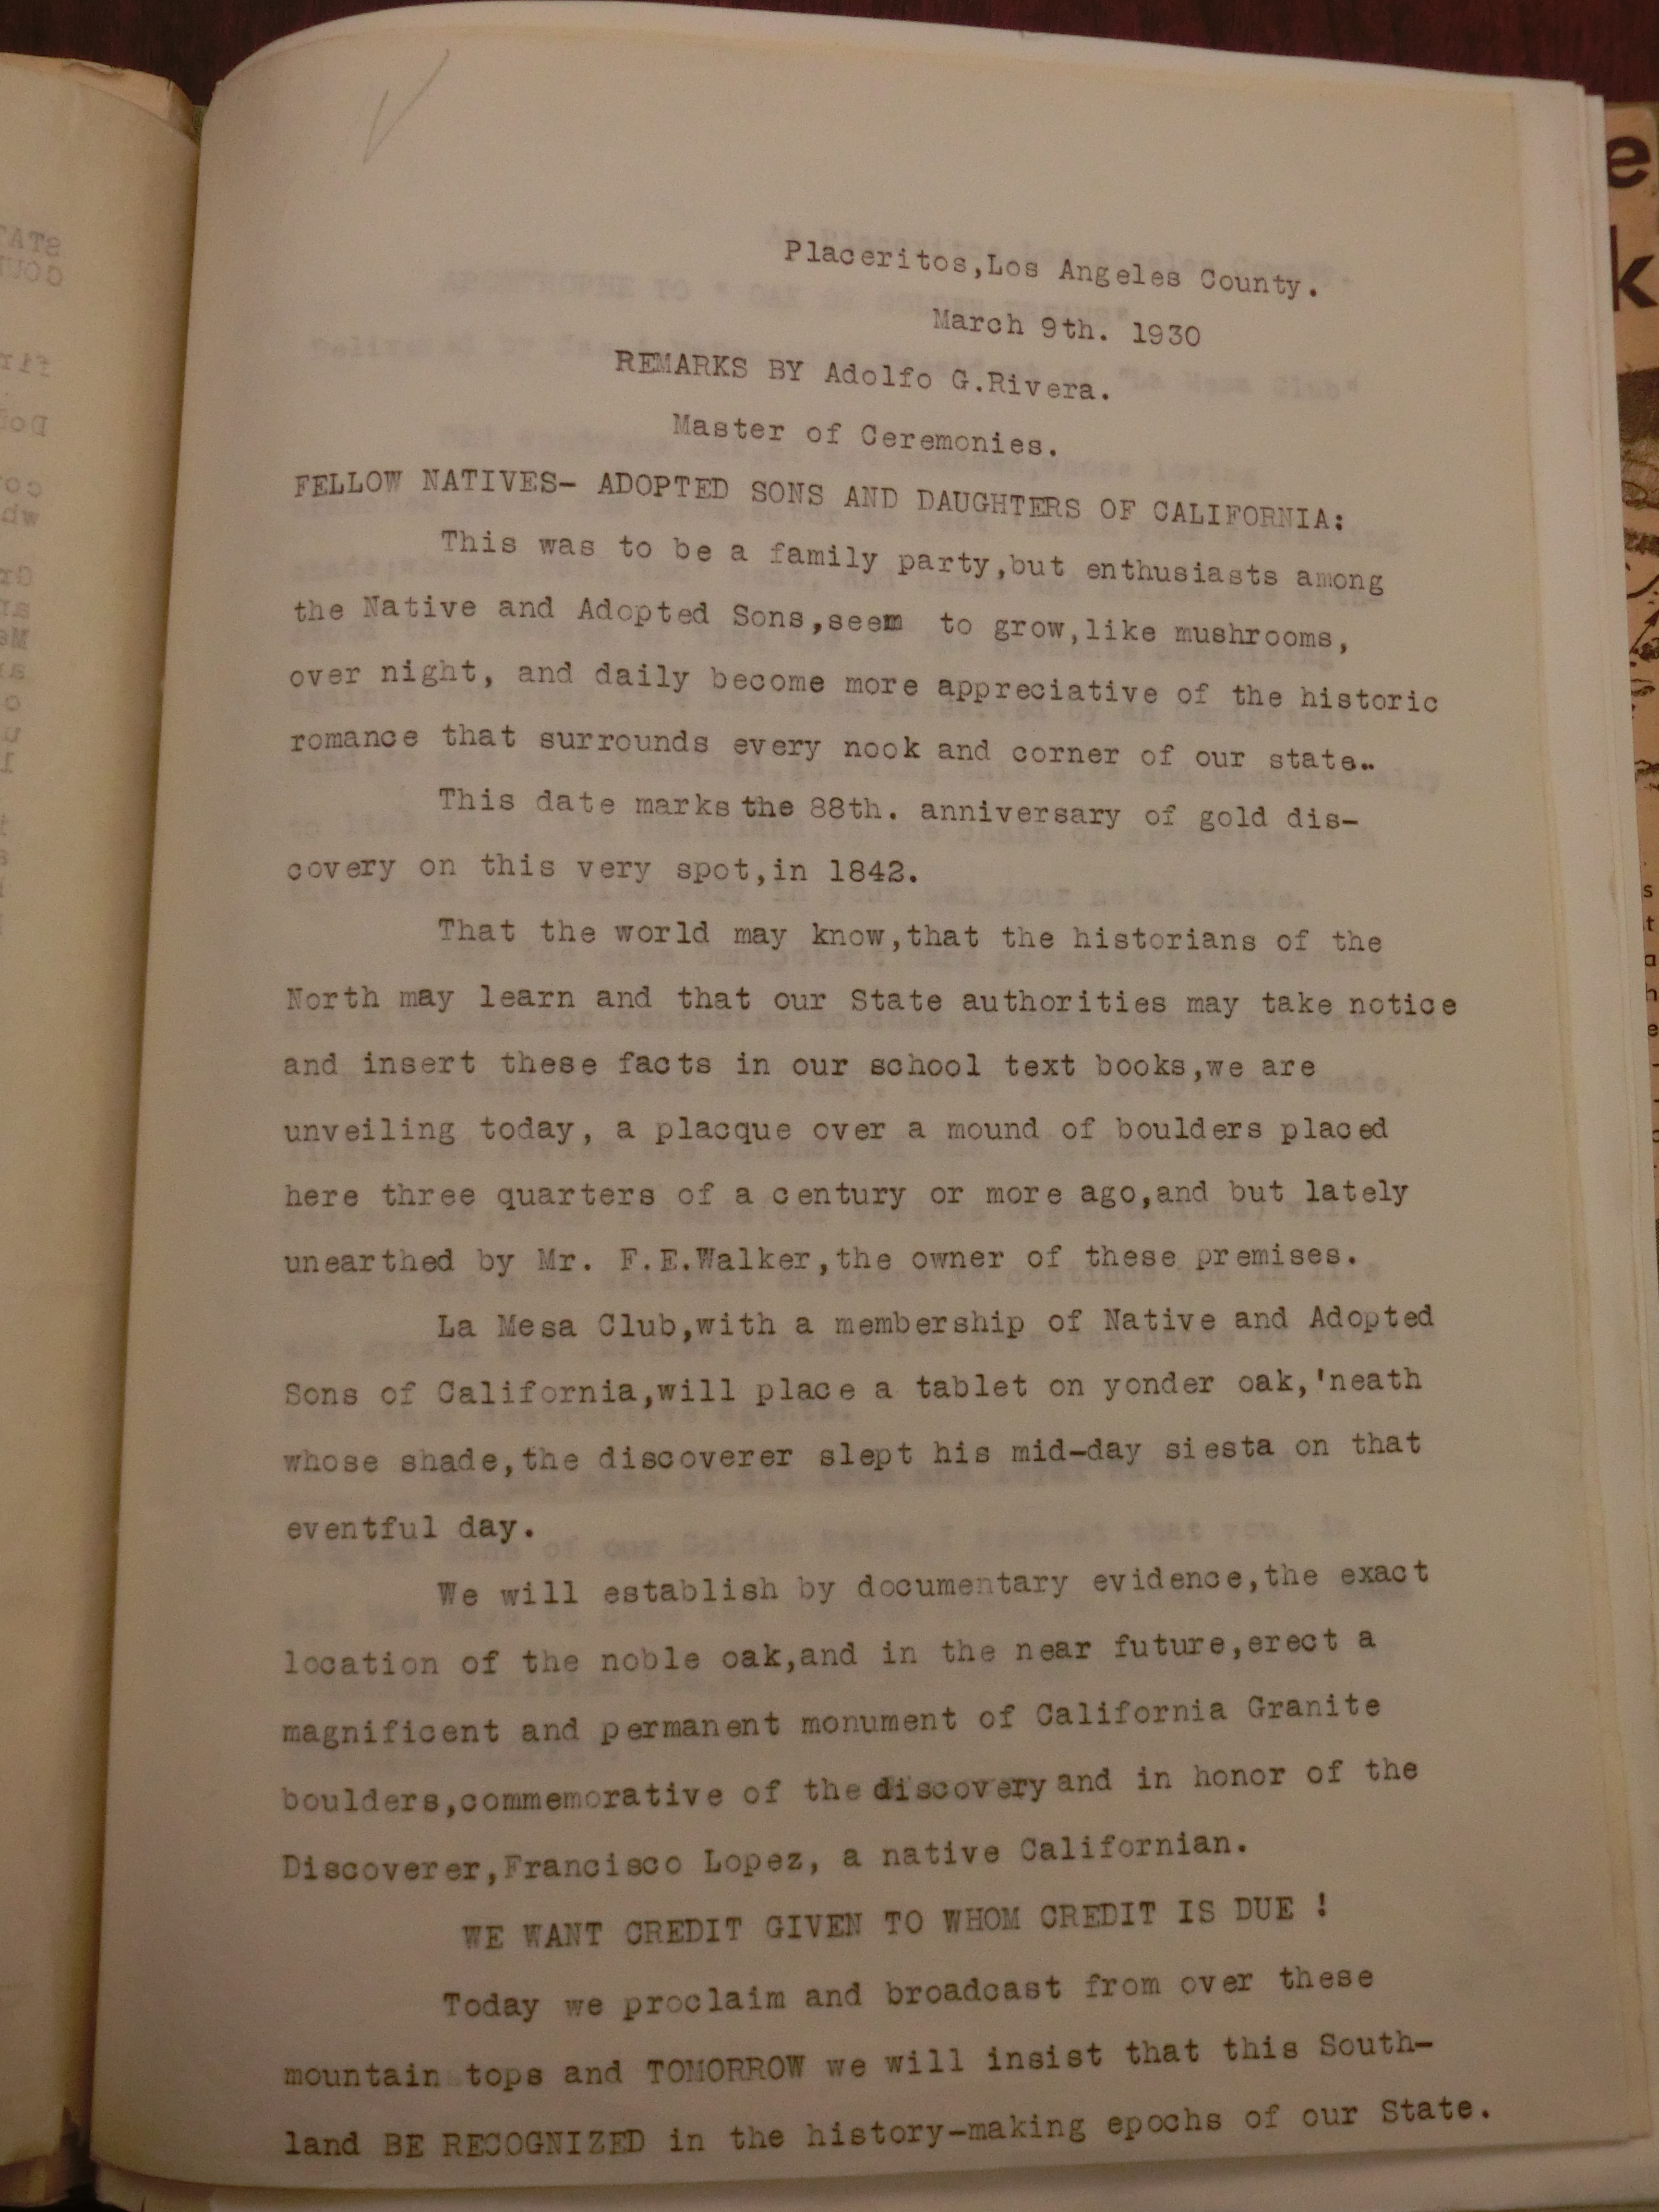 Placeritos,Los Angeles County.
March 9th. 1930
REMARKS BY Adolfo G.Rivera.
Master of Ceremonies.
FELLOW NATIVES- ADOPTED SONS AND DAUGHTERS OF CALIFORNIA:
This was to be a family party,but enthusiasts among
the Native and Adopted Sons,seem to grow,like mushrooms,
over night, and daily become more appreciative of the historic
romance that surrounds every nook and corner of our state..
This date marks the 88th. anniversary of gold dis-
covery on this very spot,in 1842.
That the world may know,that the historians of the
North may learn and that our State authorities may take notice
and insert these facts in our school text books,we are
unveiling today, a placque over a mound of boulders placed
here three quarters of a century or more ago,and but lately
unearthed by Mr. F.E.Walker,the owner of these premises.
La Mesa Club,with a membership of Native and Adopted
Sons of California,will place a tablet on yonder oak,'neath
whose shade,the discoverer slept his mid-day siesta on that
eventful day.
We will establish by documentary evidence,the exact
location of the noble oak,and in the near future,erect a
magnificent and permanent monument of California Granite
boulders,commemorative of the discovery and in honor of the
Discoverer,Francisco Lopez, a native Californian.
WE WANT CREDIT GIVEN TO WHOM CREDIT IS DUE !
Today we proclaim and broadcast from over these
mountain tops and TOMORROW we will insist that this South-
land BE RECOGNIZED in the history-making epochs of our State.